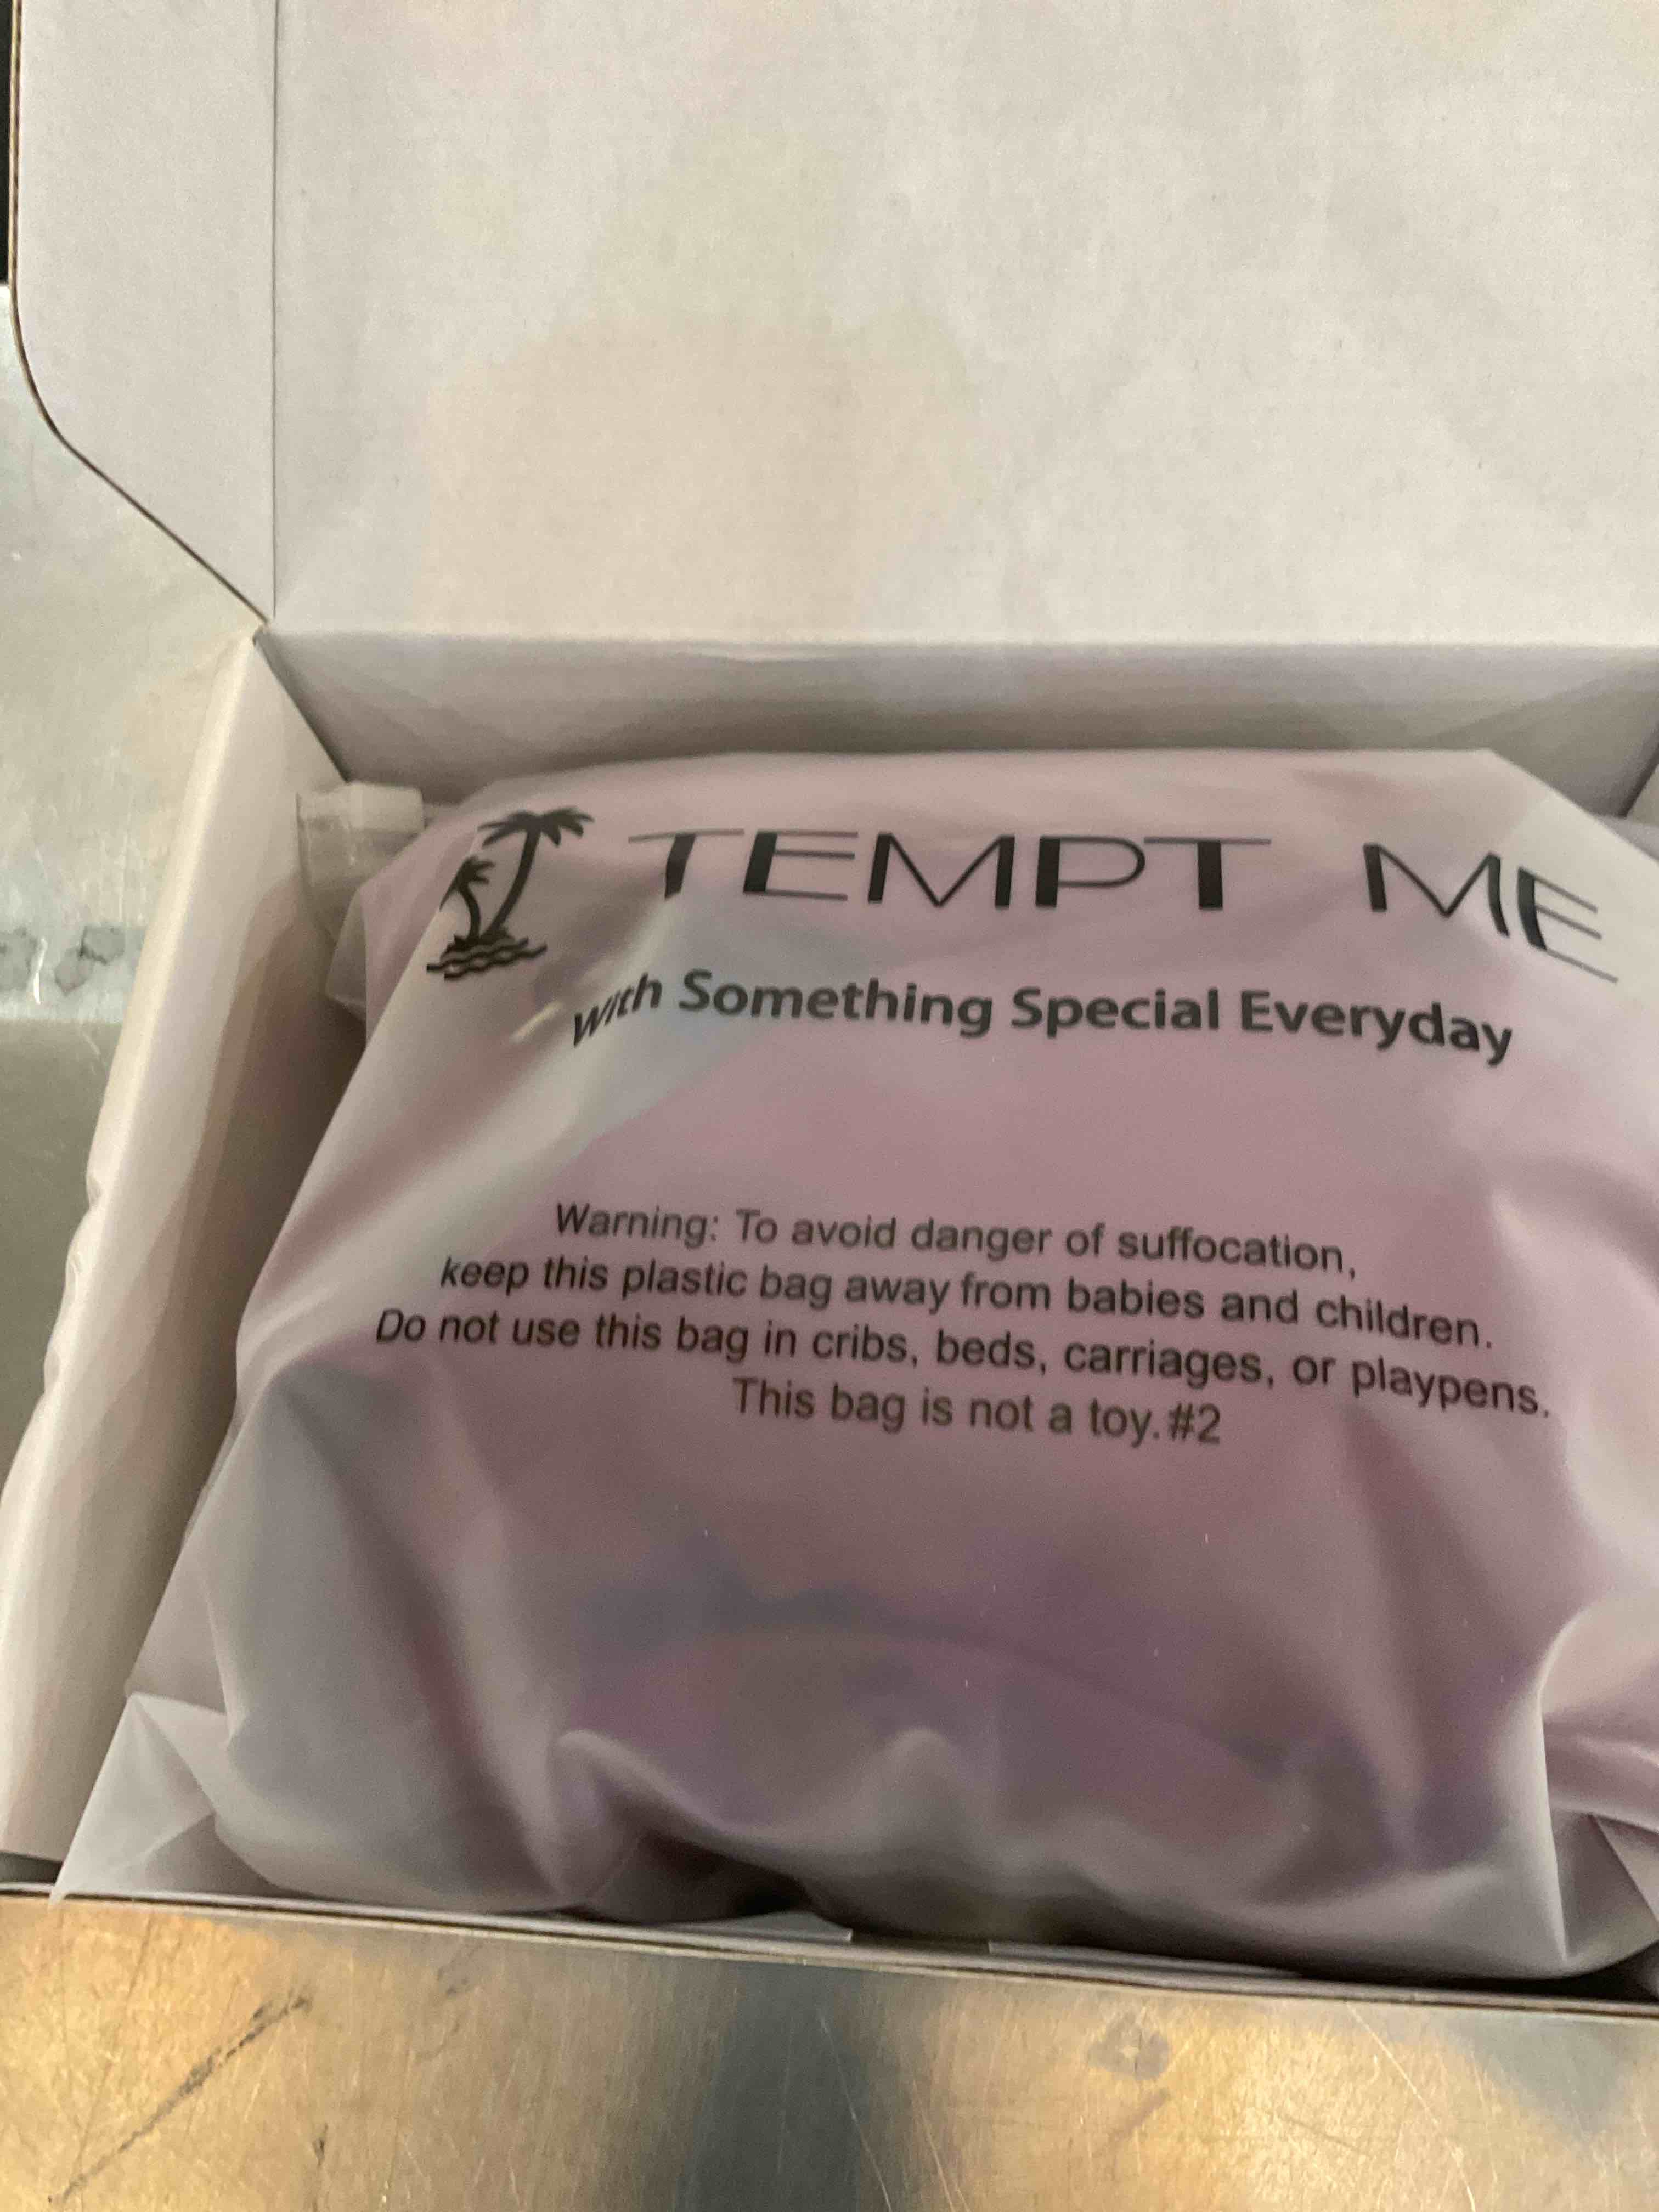 TEMPT ME
with Something Special Everyday
Warning: To avoid danger of suffocation,
keep this plastic bag away from babies and children.
Do not use this bag in cribs, beds, carriages, or playpens.
This bag is not a toy.#2